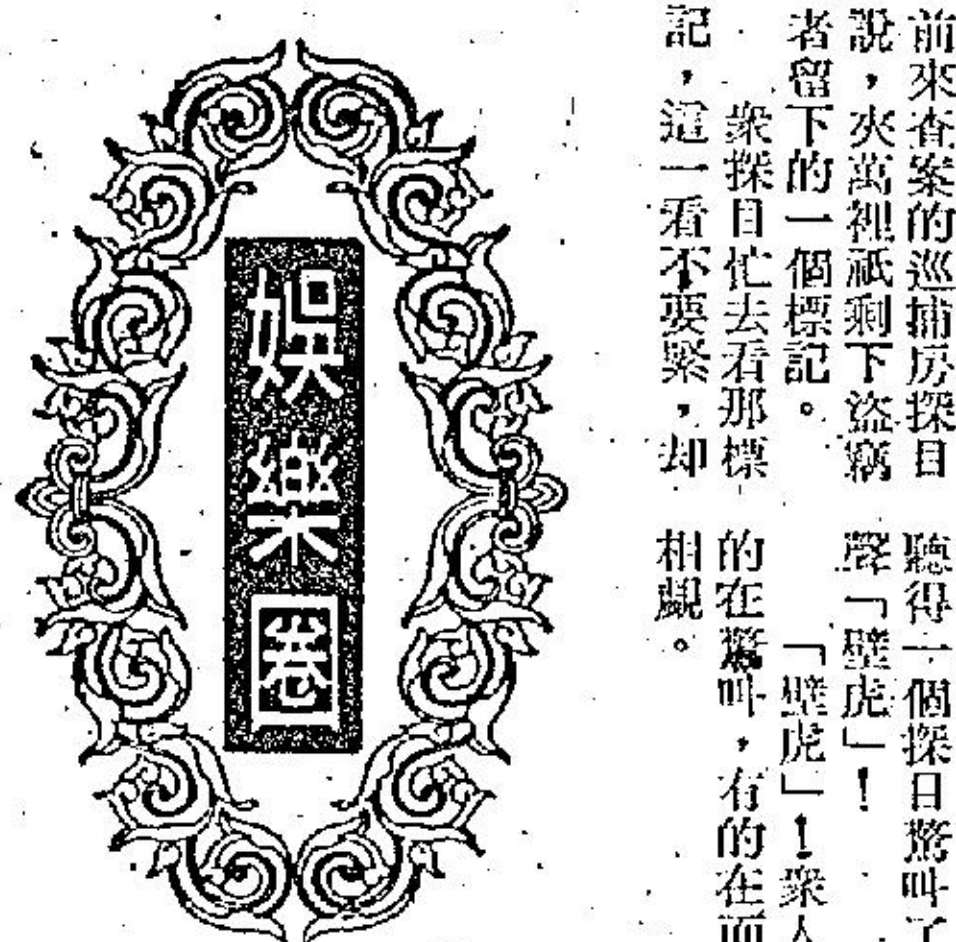 前來查案的巡捕房探目
說，夾萬裡祇剩下盜竊
者留下的一個標記。
衆探目忙去看那標
記，這一看不要緊，却
聽得一個探日驚叫了
聲「壁虎」！
「壁虎」！衆人
的在驚叫，有的在面
相覷。
娛樂圈